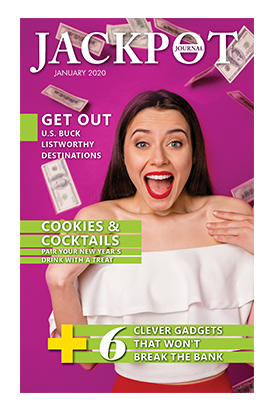 JACKPOT
JOURNAL
JANUARY 2020
GET OUT
U.S. BUCK
LISTWORTHY
DESTINATIONS
COOKIES &
COCKTAILS
PAIR YOUR NEW YEAR'S
DRINK WITH A TREAT
+6
CLEVER GADGETS
THAT WON'T
BREAK THE BANK